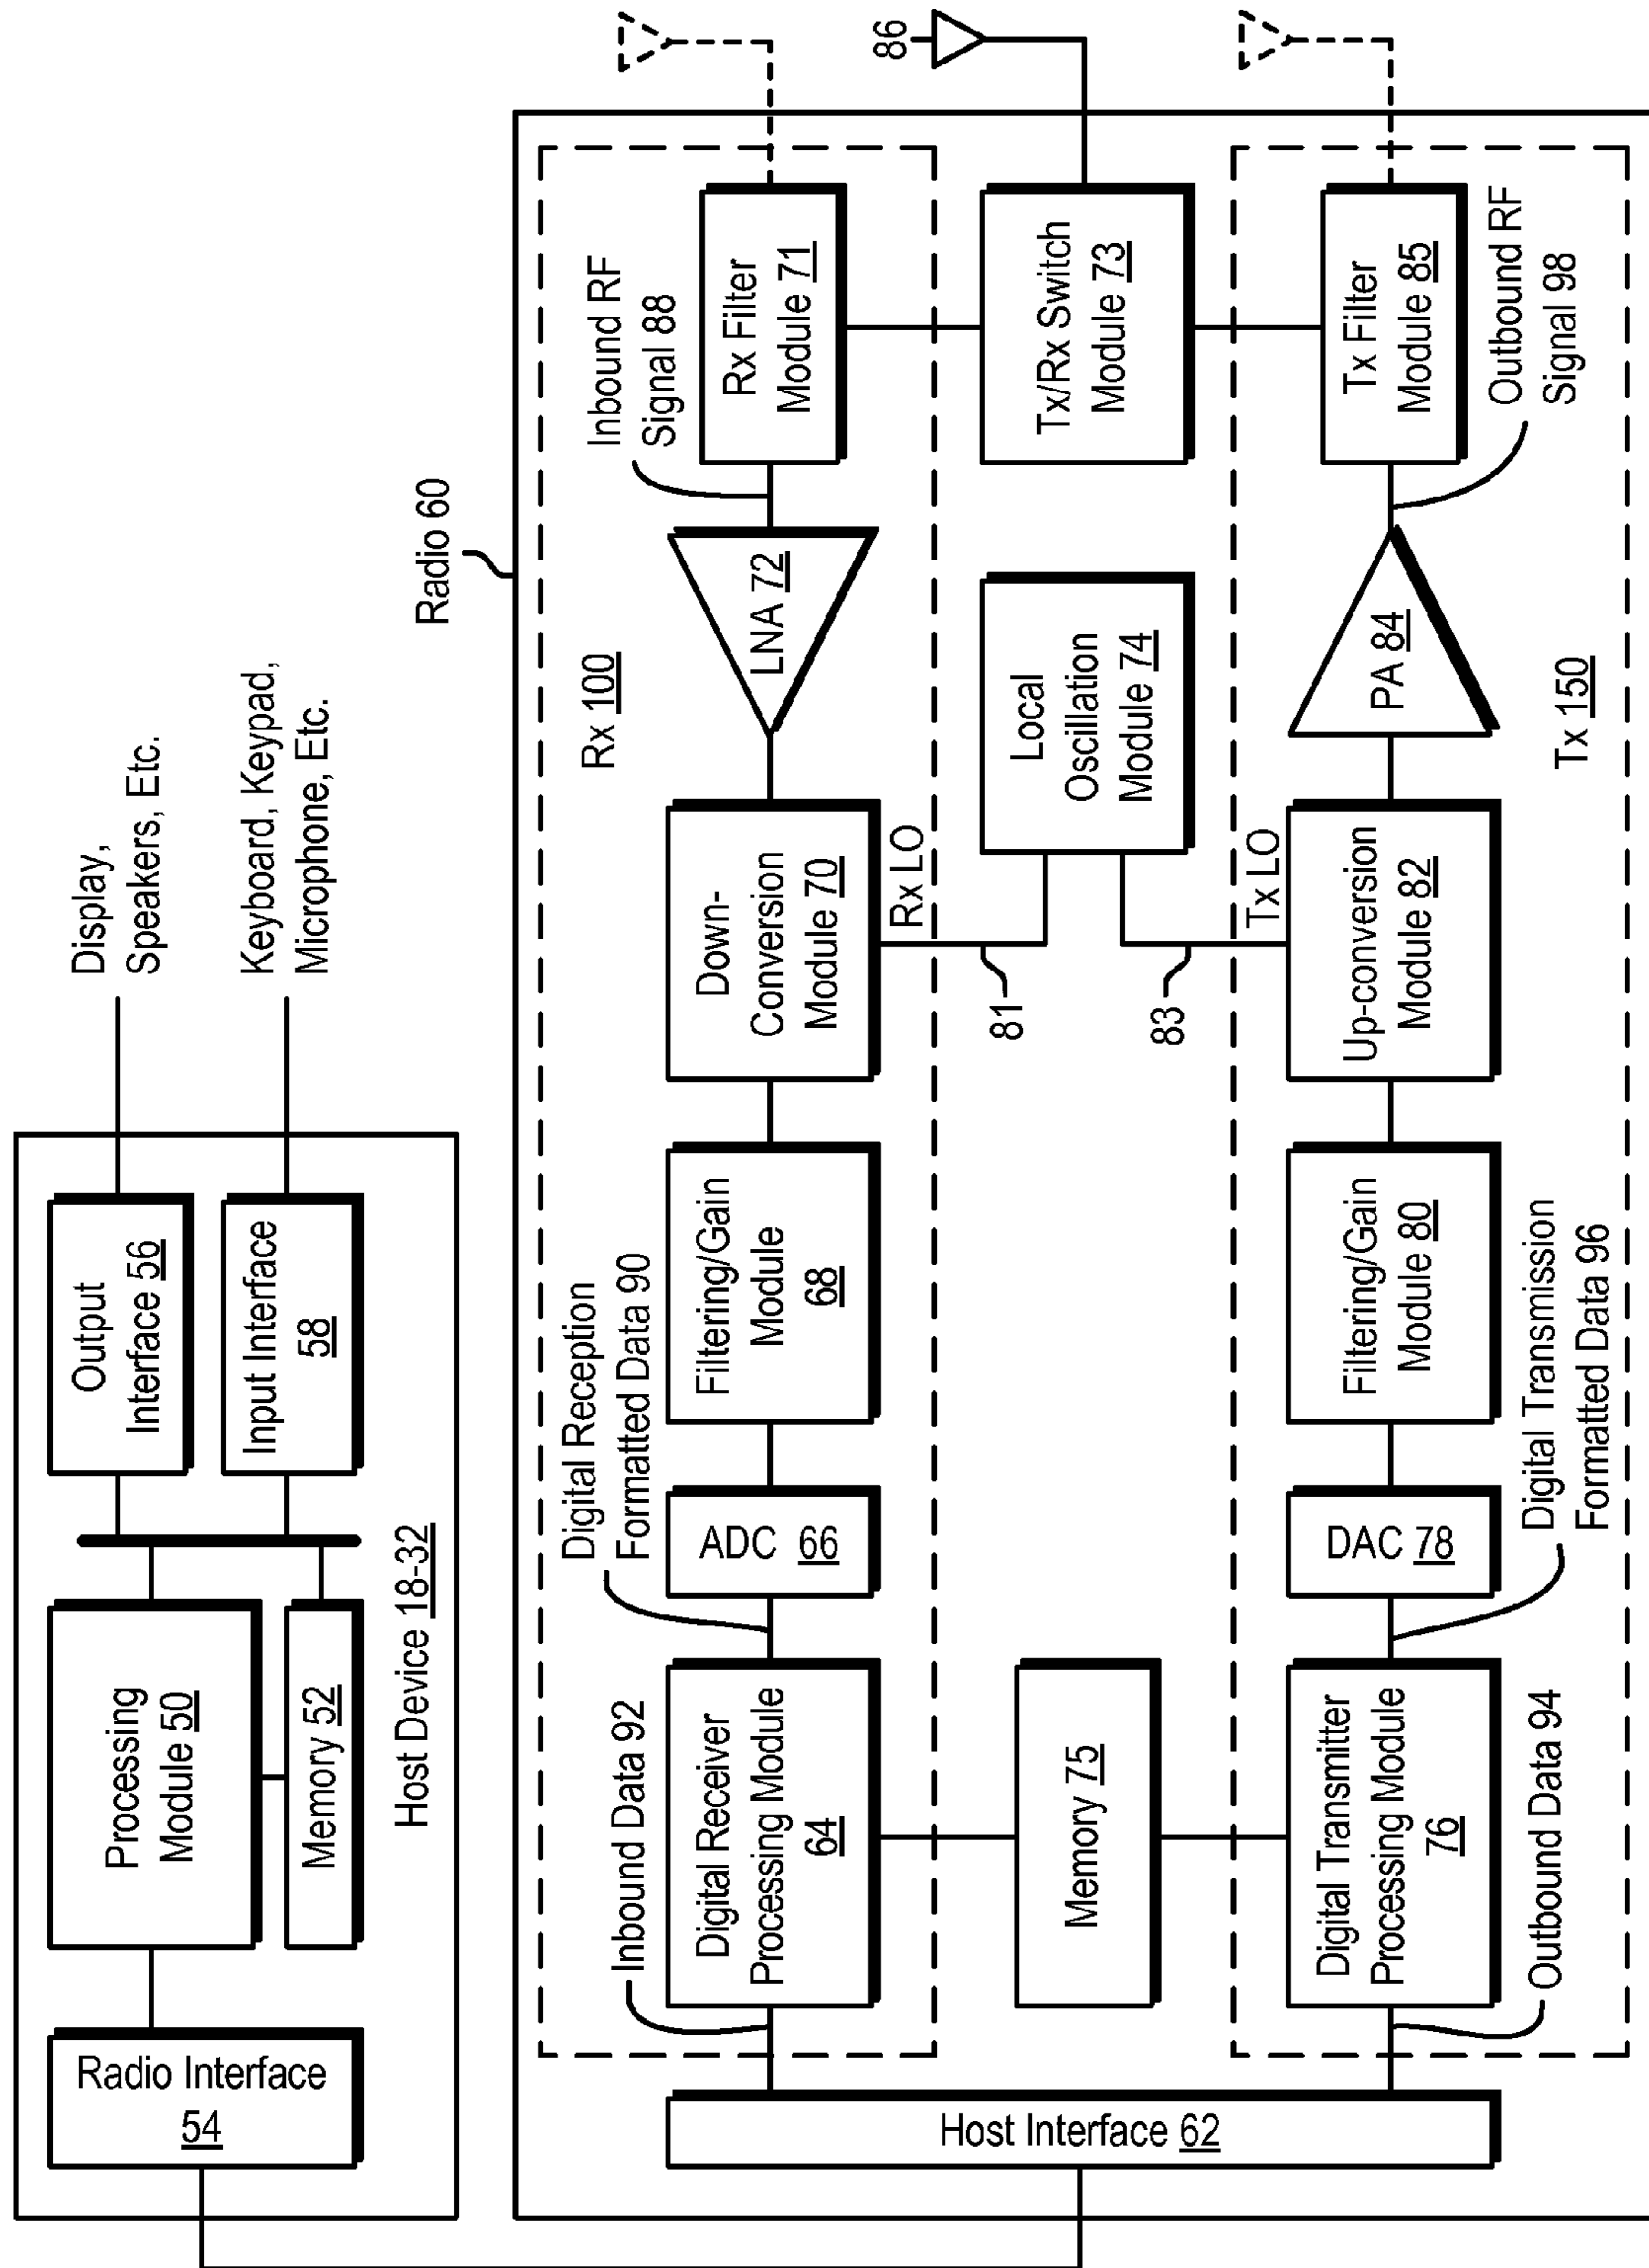 Display,
Speakers, Etc.
Keyboard, Keypad,
Microphone, Etc.
Radio Interface
54
Processing
Module 50
Memory 52
Output
Interface 56
Input Interface
58
Host Device 18-32
Radio 60
Host Interface 62
Inbound Data 92
Digital Receiver
Processing Module
64
Digital Reception
Formatted Data 90
ADC 66
Filtering/Gain
Module
68
Down-
Conversion
Module 70
Rx LO
Rx 100
LNA 72
Inbound RF
Signal 88
Rx Filter
Module 71
Memory 75
81
83
Local
Oscillation
Module 74
Tx/Rx Switch
Module 73
86
Digital Transmitter
Processing Module
76
Outbound Data 94
DAC 78
Digital Transmission
Formatted Data 96
Filtering/Gain
Module 80
Tx LO
Up-conversion
Module 82
PA 84
Tx 150
Tx Filter
Module 85
Outbound RF
Signal 98